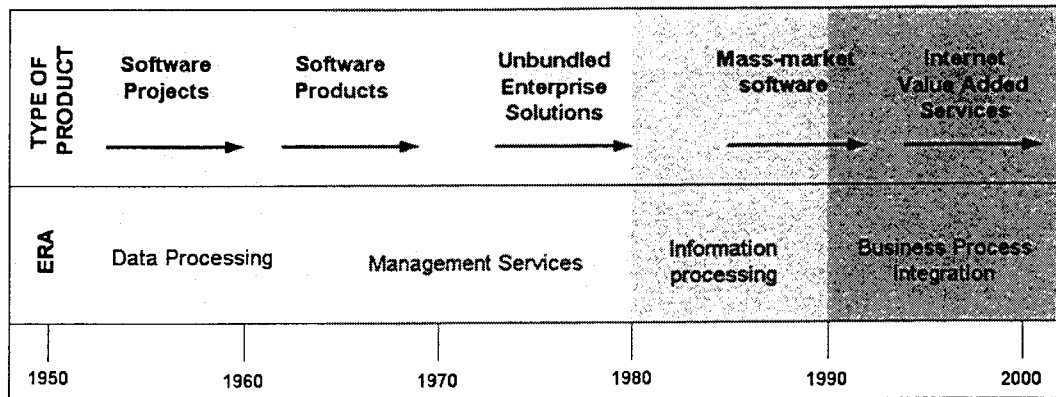 TYPE OF
PRODUCT
Software
Projects
Software
Products
Unbundled
Enterprise
Solutions
Mass-market
software
Internet
Value Added
Services
ERA
Data Processing
Management Services
Information
processing
Business Process
Integration
1950
1960
1970
1980
1990
2000